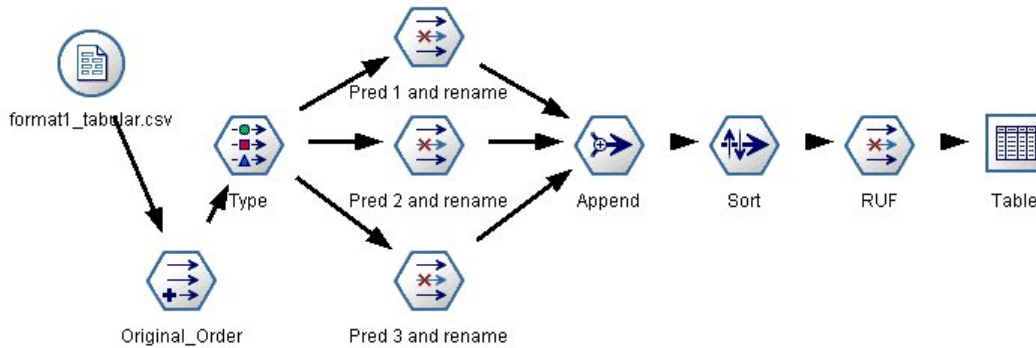 Pred 1 and rename
format1_tabular.csv
Type
Pred 2 and rename
Append
Sort
RUF
Table
Original_Order
Pred 3 and rename